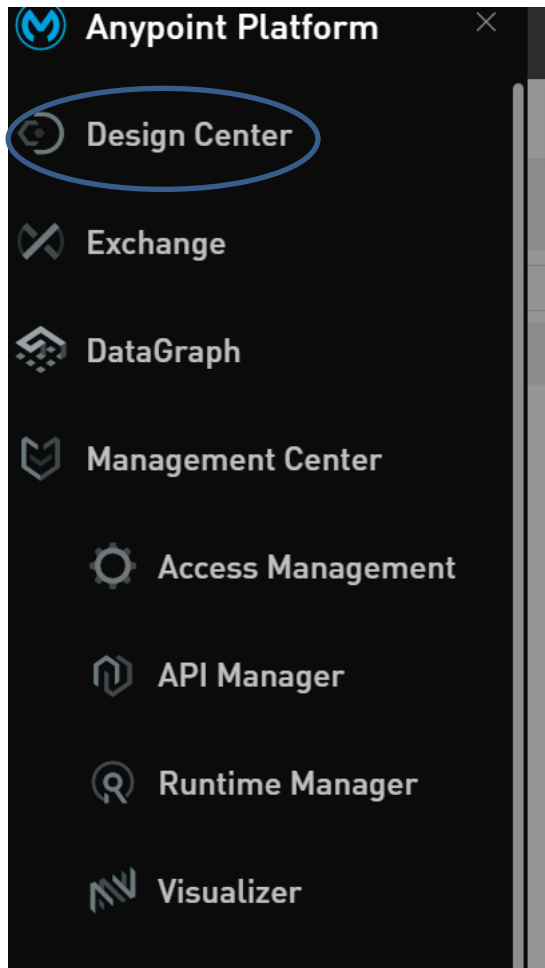 Anypoint Platform
Design Center
Exchange
DataGraph
Management Center
Access Management
API Manager
Runtime Manager
Visualizer